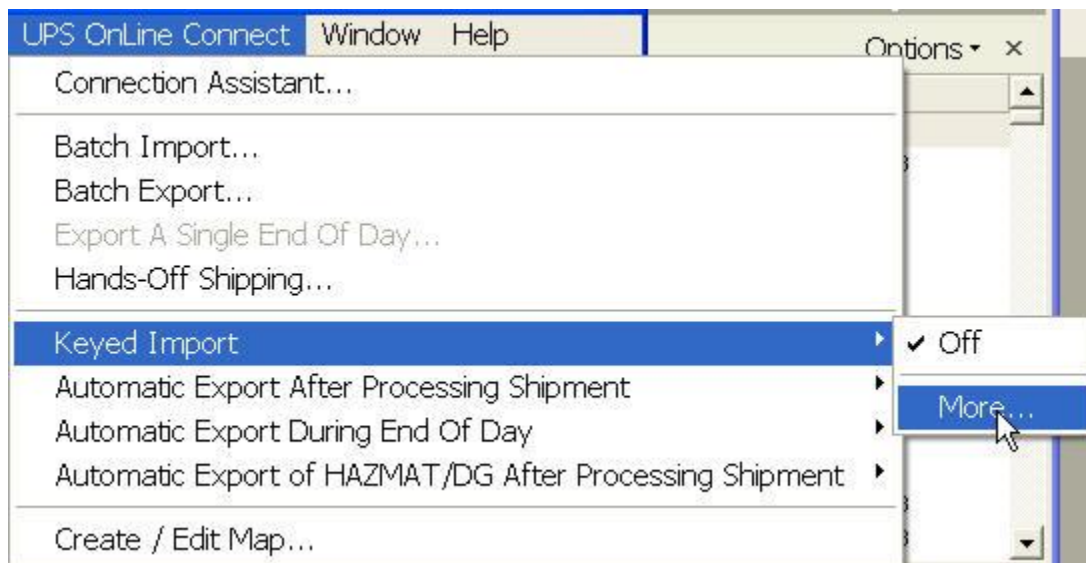 UPS OnLine Connect Window Help
Options
Connection Assistant...
Batch Import...
Batch Export...
Export A Single End Of Day...
Hands-Off Shipping...
Keyed Import
Off
Automatic Export After Processing Shipment
More...
Automatic Export During End Of Day
Automatic Export of HAZMAT/DG After Processing Shipment
Create / Edit Map...